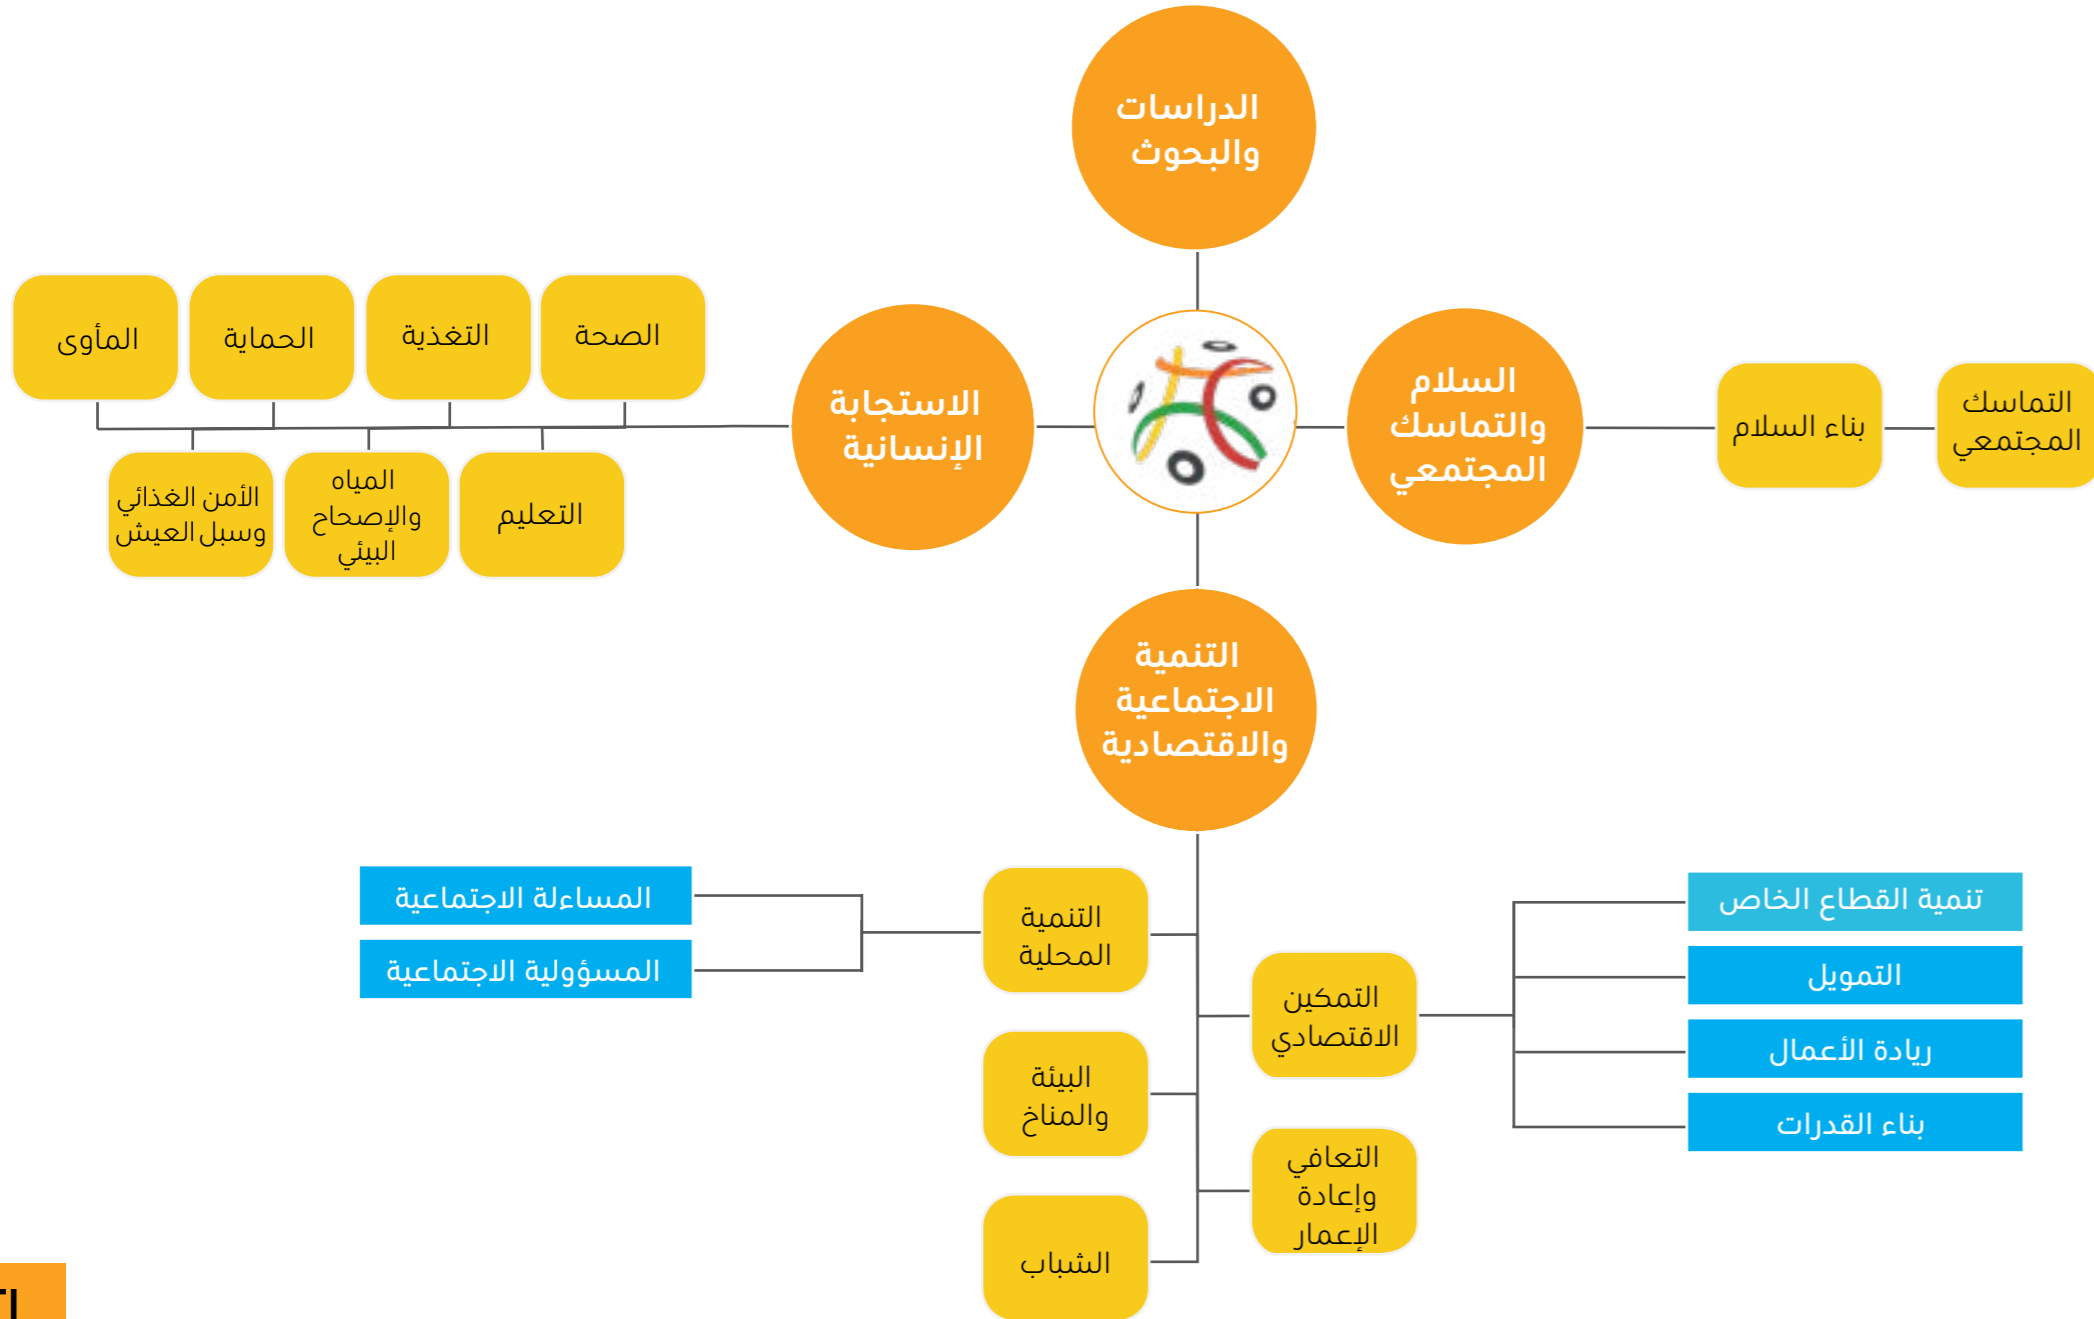 الدراسات
والبحوث
السلام
والتماسك
المجتمعي
بناء السلام
التماسك
المجتمعي
الاستجابة
الإنسانية
الصحة
التغذية
الحماية
المأوى
التعليم
المياه
والإصحاح
البيئي
الأمن الغذائي
وسبل العيش
التنمية
الاجتماعية
والاقتصادية
التمكين
الاقتصادي
تنمية القطاع الخاص
التمويل
ريادة الأعمال
بناء القدرات
التعافي
وإعادة
الإعمار
التنمية
المحلية
المساءلة الاجتماعية
المسؤولية الاجتماعية
البيئة
والمناخ
الشباب